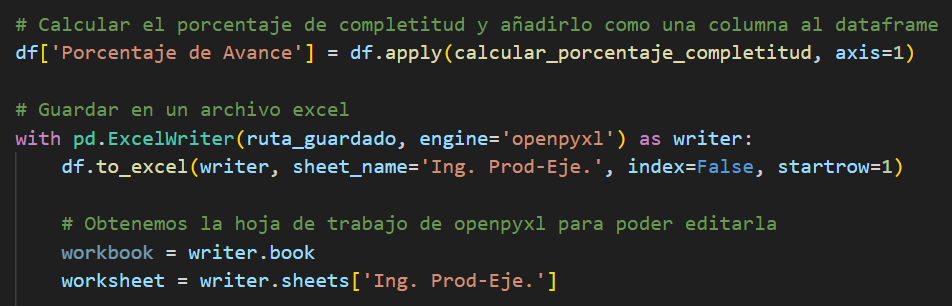 # Calcular el porcentaje de completitud y añadirlo como una columna al dataframe
df['Porcentaje de Avance'] = df.apply(calcular_porcentaje_completitud, axis=1)
# Guardar en un archivo excel
with pd.ExcelWriter(ruta_guardado, engine='openpyxl') as writer:
    df.to_excel(writer, sheet_name='Ing. Prod-Eje.', index=False, startrow=1)
    # Obtenemos la hoja de trabajo de openpyxl para poder editarla
    workbook = writer.book
    worksheet = writer.sheets['Ing. Prod-Eje.']